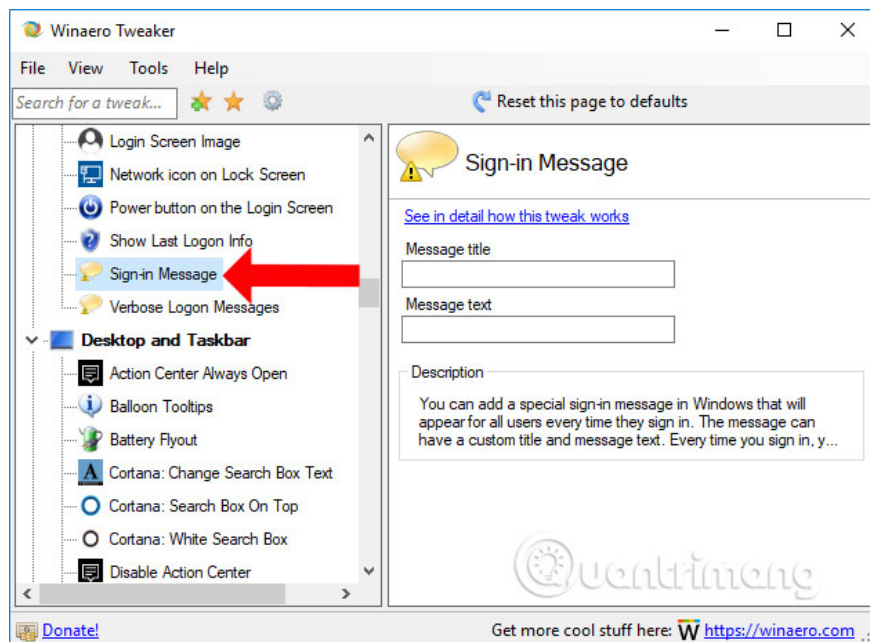 Winaero Tweaker
File View Tools Help
Search for a tweak...
Reset this page to defaults
Login Screen Image
Network icon on Lock Screen
Power button on the Login Screen
Show Last Logon Info
Sign-in Message
Verbose Logon Messages
Desktop and Taskbar
Action Center Always Open
Balloon Tooltips
Battery Flyout
Cortana: Change Search Box Text
Cortana: Search Box On Top
Cortana: White Search Box
Disable Action Center
Sign-in Message
See in detail how this tweak works
Message title
Message text
Description
You can add a special sign-in message in Windows that will
appear for all users every time they sign in. The message can
have a custom title and message text. Every time you sign in, y...
Quantrimang
Donate!
Get more cool stuff here: W https://winaero.com